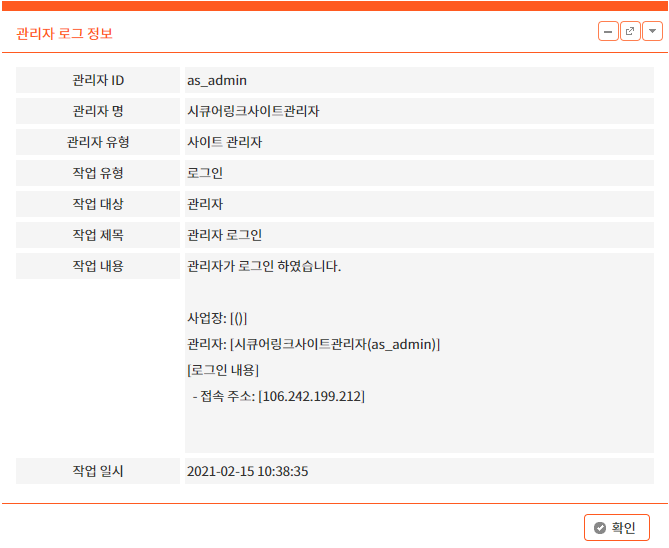 관리자 로그 정보
관리자 ID as_admin
관리자 명 시큐어링크사이트관리자
관리자 유형 사이트 관리자
작업 유형 로그인
작업 대상 관리자
작업 제목 관리자 로그인
작업 내용 관리자가 로그인 하였습니다.
사업장: [()]
관리자: [시큐어링크사이트관리자(as_admin)]
[로그인 내용]
- 접속 주소: [106.242.199.212]
작업 일시 2021-02-15 10:38:35
확인